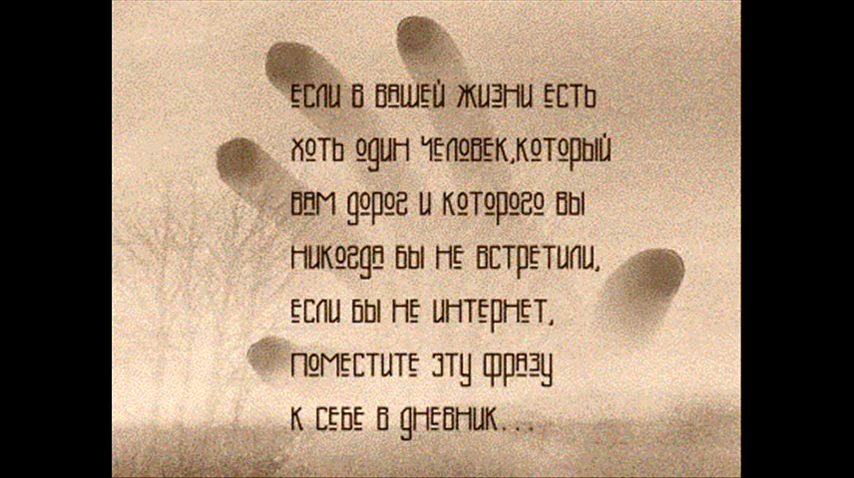 если в вашей жизни есть
хоть один человек,который
вам дорог и которого вы
никогда бы не встретили,
если бы не интернет,
поместите эту фразу
к себе в дневник...